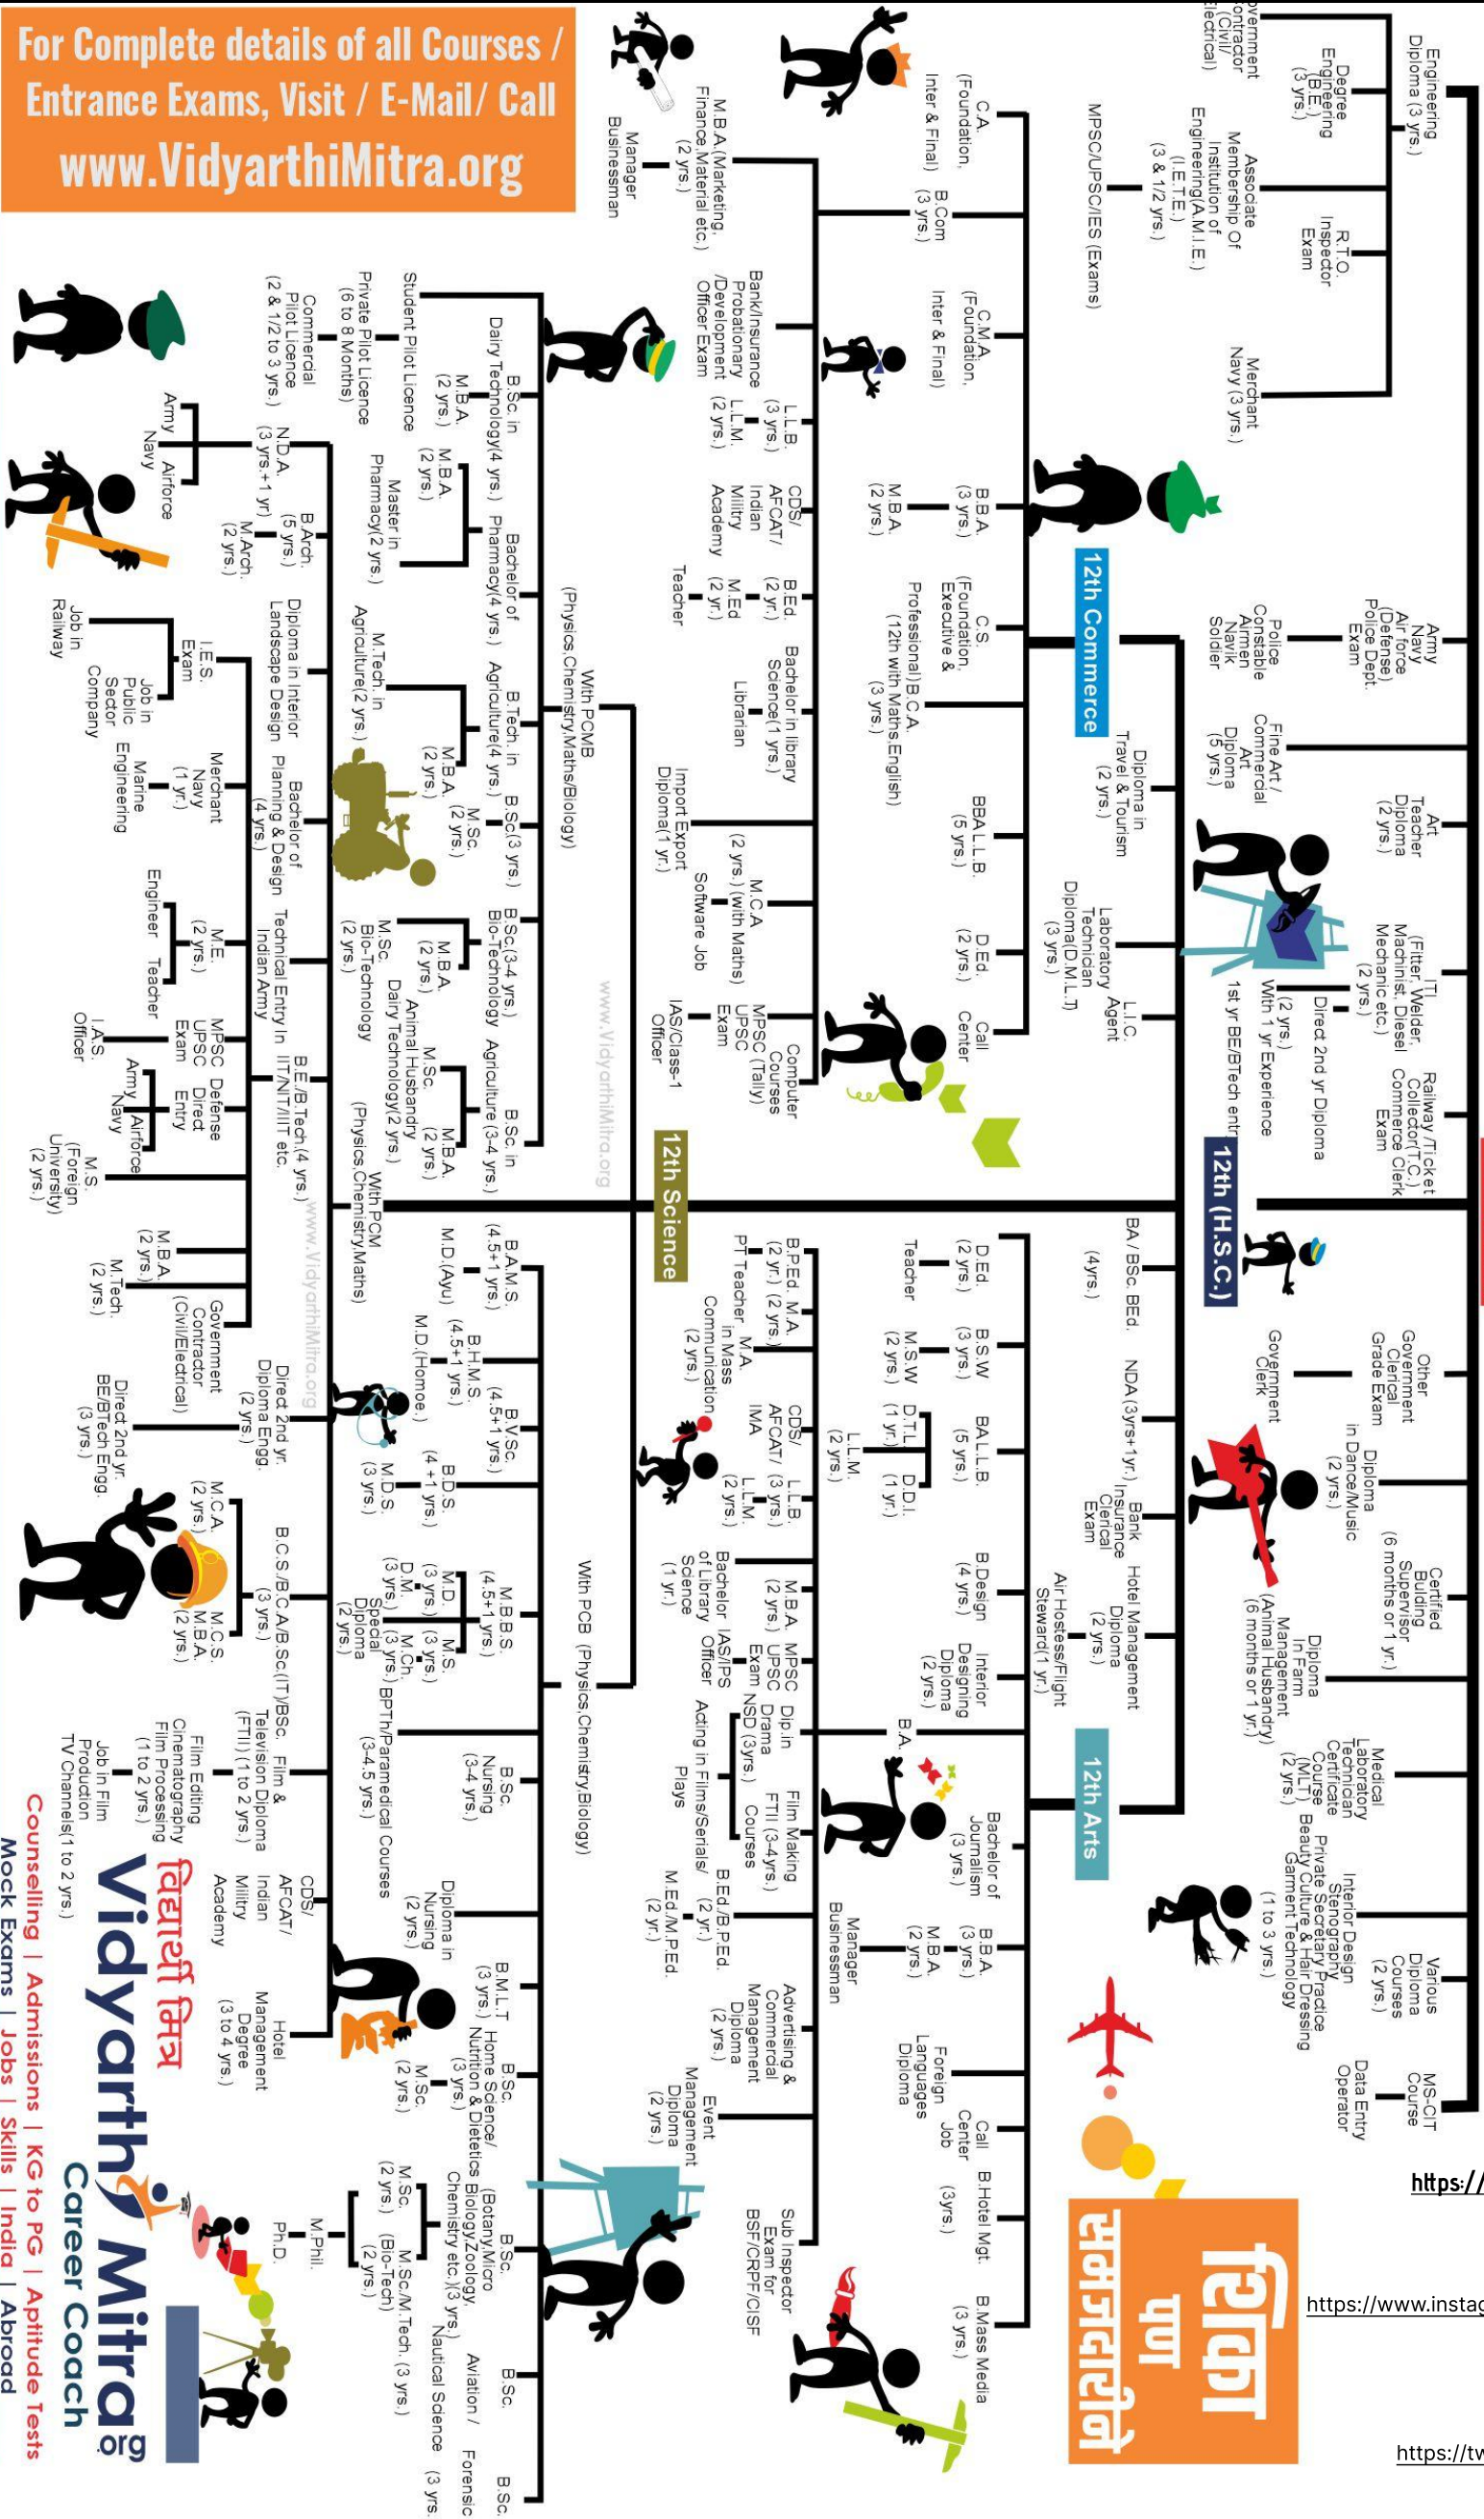 For Complete details of all Courses /
Entrance Exams, Visit / E-Mail/ Call
www.VidyarthiMitra.org
https://
https://www.instag
https://tw
Engineering
Diploma (3 yrs.)
overnment
ontractor
(Civil/
lectrical)
Degree
Engineering
(B.E.)
(3 yrs.)
Associate
Membership Of
Institution of
Engineering(A.M.I.E.)
(I.E.T.E.)
(3 & 1/2 yrs.)
MPSC/UPSC/IES (Exams)
R.T.O.
Inspector
Exam
Merchant
Navy (3 yrs.)
Army
Navy
Air force
(Defense)
Police Dept.
Exam
Police
Constable
Airmen
Navik
Soldier
Fine Art /
Commercial
Art
Diploma
(5 yrs.)
Art
Teacher
Diploma
(2 yrs.)
ITI
(Fitter, Welder,
Machinist, Diesel
Mechanic etc.)
(2 yrs.)
Direct 2nd yr Diploma
(2 yrs.)
With 1 yr Experience
1st yr BE/BTech entr
Railway /Ticket
Collector(T.C.)
Commerce Clerk
Exam
12th (H.S.C.)
Other
Government
Clerical
Grade Exam
Government
Clerk
Diploma
in Dance/Music
(2 yrs.)
Certified
Bulding
Supervisor
(6 months or 1 yr.)
Diploma
In Farm
Management
(Animal Husbandry)
(6 months or 1 yr.)
Medical
Laboratory
Technician
Certificate
Course
(MLT)
(2 yrs.)
Interior Design
Stenography
Private Secretary Practice
Beauty Culture & Hair Dressing
Garment Technology
(1 to 3 yrs.)
Various
Diploma
Courses
(2 yrs.)
MS-CIT
Course
Data Entry
Operator
12th Commerce
Diploma in
Travel & Tourism
(2 yrs.)
Laboratory
Technician
Diploma(D.M.L.T)
(3 yrs.)
L.I.C.
Agent
BA / BSc. BEd.
(4yrs.)
NDA (3yrs+1yr.)
Bank
Insurance
Clerical
Exam
Hotel Management
Diploma
(2 yrs.)
Air Hostess/Flight
Steward(1 yr.)
12th Arts
शिका
पण
समजदारीने
C.A.
(Foundation,
Inter & Final)
B.Com
(3 yrs.)
C.M.A.
(Foundation,
Inter & Final)
B.B.A.
(3 yrs.)
M.B.A.
(2 yrs.)
C.S.
(Foundation,
Executive &
Professional)
B.C.A.
(12th with Maths,English)
(3 yrs.)
BBA L.L.B.
(5 yrs.)
D.Ed.
(2 yrs.)
Call
Center
M.B.A.(Marketing,
Finance,Material etc.)
(2 yrs.)
Manager
Businessman
Bank/Insurance
Probationary
/Development
Officer Exam
L.L.B.
(3 yrs.)
L.L.M.
(2 yrs.)
CDS/
AFCAT/
Indian
Militry
Academy
B.Ed.
(2 yr.)
M.Ed
(2 yr.)
Teacher
Bachelor in library
Science(1 yrs.)
Librarian
Import Export
Diploma(1 yr.)
M.C.A
(2 yrs.) (with Maths)
Software Job
Computer
Courses
(Tally)
MPSC
UPSC
Exam
IAS/Class-1
Officer
D.Ed.
(2 yrs.)
Teacher
B.S.W
(3 yrs.)
M.S.W
(2 yrs.)
BA L.L.B.
(5 yrs.)
D.T.L.
(1 yr.)
D.D.I.
(1 yr.)
L.L.M.
(2 yrs.)
B.Design
(4 yrs.)
Interior
Designing
Diploma
(2 yrs.)
B.A.
Bachelor of
Journalism
(3 yrs.)
B.B.A.
(3 yrs.)
M.B.A.
(2 yrs.)
Manager
Businessman
Foreign
Languages
Diploma
Call
Center
Job
B.Hotel Mgt.
(3yrs.)
B.Mass Media
(3 yrs.)
B.P.Ed.
(2 yr.)
PT Teacher
M.A.
(2 yrs.)
M.A.
in Mass
Communication
(2 yrs.)
CDS/
AFCAT/
IMA
L.L.B.
(3 yrs.)
L.L.M.
(2 yrs.)
Bachelor
of Library
Science
(1 yr.)
M.B.A.
(2 yrs.)
MPSC
UPSC
Exam
IAS/IPS
Officer
Dip.in
Drama
NSD (3yrs.)
Film Making
FTII (3-4yrs.)
Courses
Acting in Films/Serials/
Plays
B.Ed./B.P.Ed.
(2 yr.)
M.Ed./M.P.Ed.
(2 yr.)
Advertising &
Commercial
Management
Diploma
(2 yrs.)
Event
Management
Diploma
(2 yrs.)
Sub Inspector
Exam for
BSF/CRPF/CISF
12th Science
www.VidyarthiMitra.org
With PCMB
(Physics,Chemistry,Maths/Biology)
Student Pilot Licence
Private Pilot Licence
(6 to 8 Months)
Commercial
Pilot Licence
(2 & 1/2 to 3 yrs.)
B.Sc. in
Dairy Technology(4 yrs.)
M.B.A.
(2 yrs.)
Bachelor of
Pharmacy(4 yrs.)
M.B.A.
(2 yrs.)
Master in
Pharmacy(2 yrs.)
B.Tech. in
Agriculture(4 yrs.)
M.Tech. in
Agriculture(2 yrs.)
M.B.A.
(2 yrs.)
B.Sc.(3 yrs.)
M.Sc.
(2 yrs.)
B.Sc.(3-4 yrs.)
Bio-Technology
M.B.A.
(2 yrs.)
M.Sc.
Bio-Technology
(2 yrs.)
B.Sc. in
Agriculture (3-4 yrs.)
M.Sc.
Animal Husbandry
Dairy Technology(2 yrs.)
M.B.A.
(2 yrs.)
With PCB (Physics,Chemistry,Biology)
B.A.M.S.
(4.5+1 yrs.)
M.D.(Ayu)
B.H.M.S.
(4.5+1 yrs.)
M.D.(Homoe.)
B.V.Sc.
(4.5+1yrs.)
B.D.S.
(4 +1 yrs.)
M.D.S
(3 yrs.)
M.B.B.S.
(4.5+1 yrs.)
M.D.
(3 yrs.)
M.S.
(3 yrs.)
D.M.
(3 yrs.)
M.Ch.
(3 yrs.)
Special
Diploma
(2 yrs.)
BPTh/Paramedical Courses
(3-4.5 yrs.)
B.Sc.
Nursing
(3-4 yrs.)
Diploma in
Nursing
(2 yrs.)
B.M.L.T
(3 yrs.)
B.Sc.
Home Science/
Nutrition & Dietetics
(3 yrs.)
M.Sc.
(2 yrs.)
B.Sc.
(Botany,Micro
Biology,Zoology.
Chemistry etc.)(3 yrs.)
M.Sc.
(2 yrs.)
M.Sc./M.Tech. (3 yrs.)
(Bio-Tech)
(2 yrs.)
M.Phil.
Ph.D.
B.Sc.
Aviation /
Nautical Science
B.Sc.
Forensic
(3 yrs.
With PCM
(Physics,Chemistry,Maths)
www.VidyarthiMitra.org
N.D.A.
(3 yrs.+1 yr)
Army
Airforce
Navy
B.Arch.
(5 yrs.)
M.Arch.
(2 yrs.)
Diploma in Interior
Landscape Design
Bachelor of
Planning & Design
(4 yrs.)
Technical Entry In
Indian Army
B.E./B.Tech.(4 yrs.)
IIT/NIT/IIIT etc.
Direct 2nd yr.
Diploma Engg.
(2 yrs.)
Direct 2nd yr.
BE/BTech Engg.
(3 yrs.)
B.C.S./B.C.A/B.Sc.(IT)/BSc.
(3 yrs.)
M.C.A.
(2 yrs.)
M.C.S.
M.B.A.
(2 yrs.)
Film &
Television Diploma
(FTII) (1 to 2 yrs.)
Film Editing
Cinematography
Film Processing
(1 to 2 yrs.)
Job in Film
Production
TV Channels(1 to 2 yrs.)
CDS/
AFCAT/
Indian
Militry
Academy
Hotel
Management
Degree
(3 to 4 yrs.)
I.E.S.
Exam
Job in
Railway
Job in
Public
Sector
Company
Merchant
Navy
(1 yr.)
Marine
Engineering
M.E.
(2 yrs.)
Engineer
Teacher
MPSC
UPSC
Exam
I.A.S.
Officer
Defense
Direct
Entry
Army
Airforce
Navy
M.S.
(Foreign
University)
(2 yrs.)
M.B.A.
(2 yrs.)
M.Tech.
(2 yrs.)
Government
Contractor
(Civil/Electrical)
विद्यार्थी मित्र
Vidyarthi Mitra.org
Career Coach
Counselling | Admissions | KG to PG | Aptitude Tests
Mock Exams | Jobs | Skills | India | Abroad